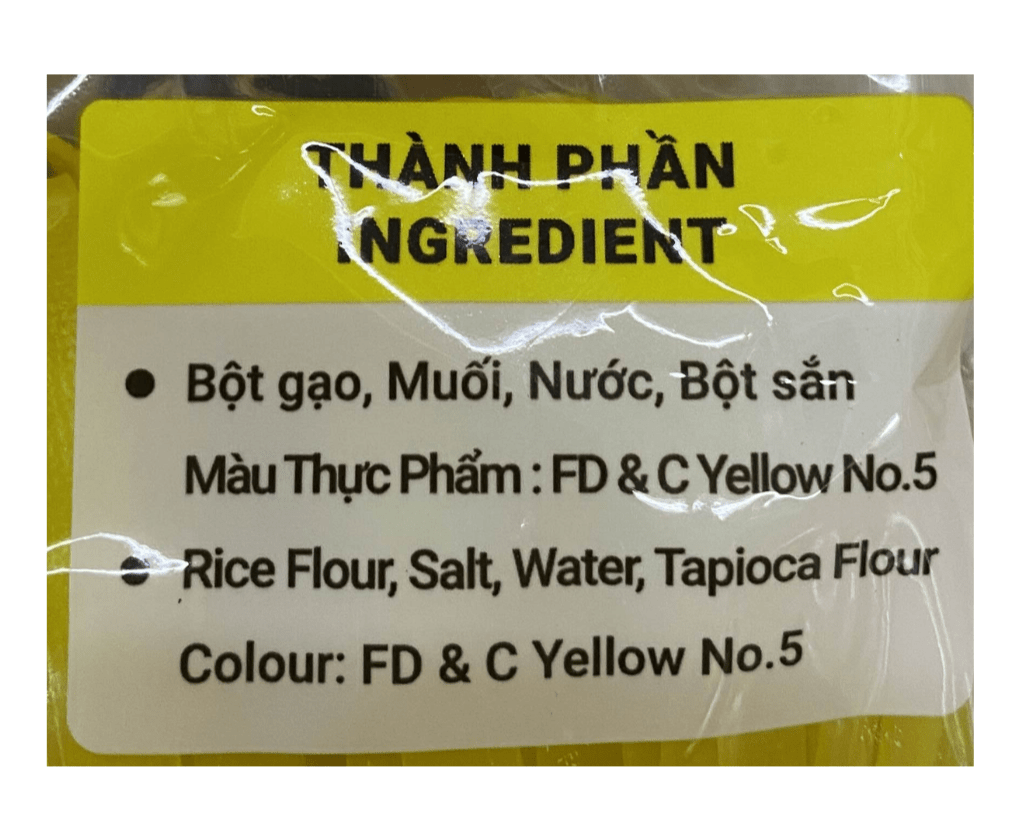 THÀNH PHẦN
INGREDIENT
● Bột gạo, Muối, Nước, Bột sắn
Màu Thực Phẩm : FD & C Yellow No.5
● Rice Flour, Salt, Water, Tapioca Flour
Colour: FD & C Yellow No.5